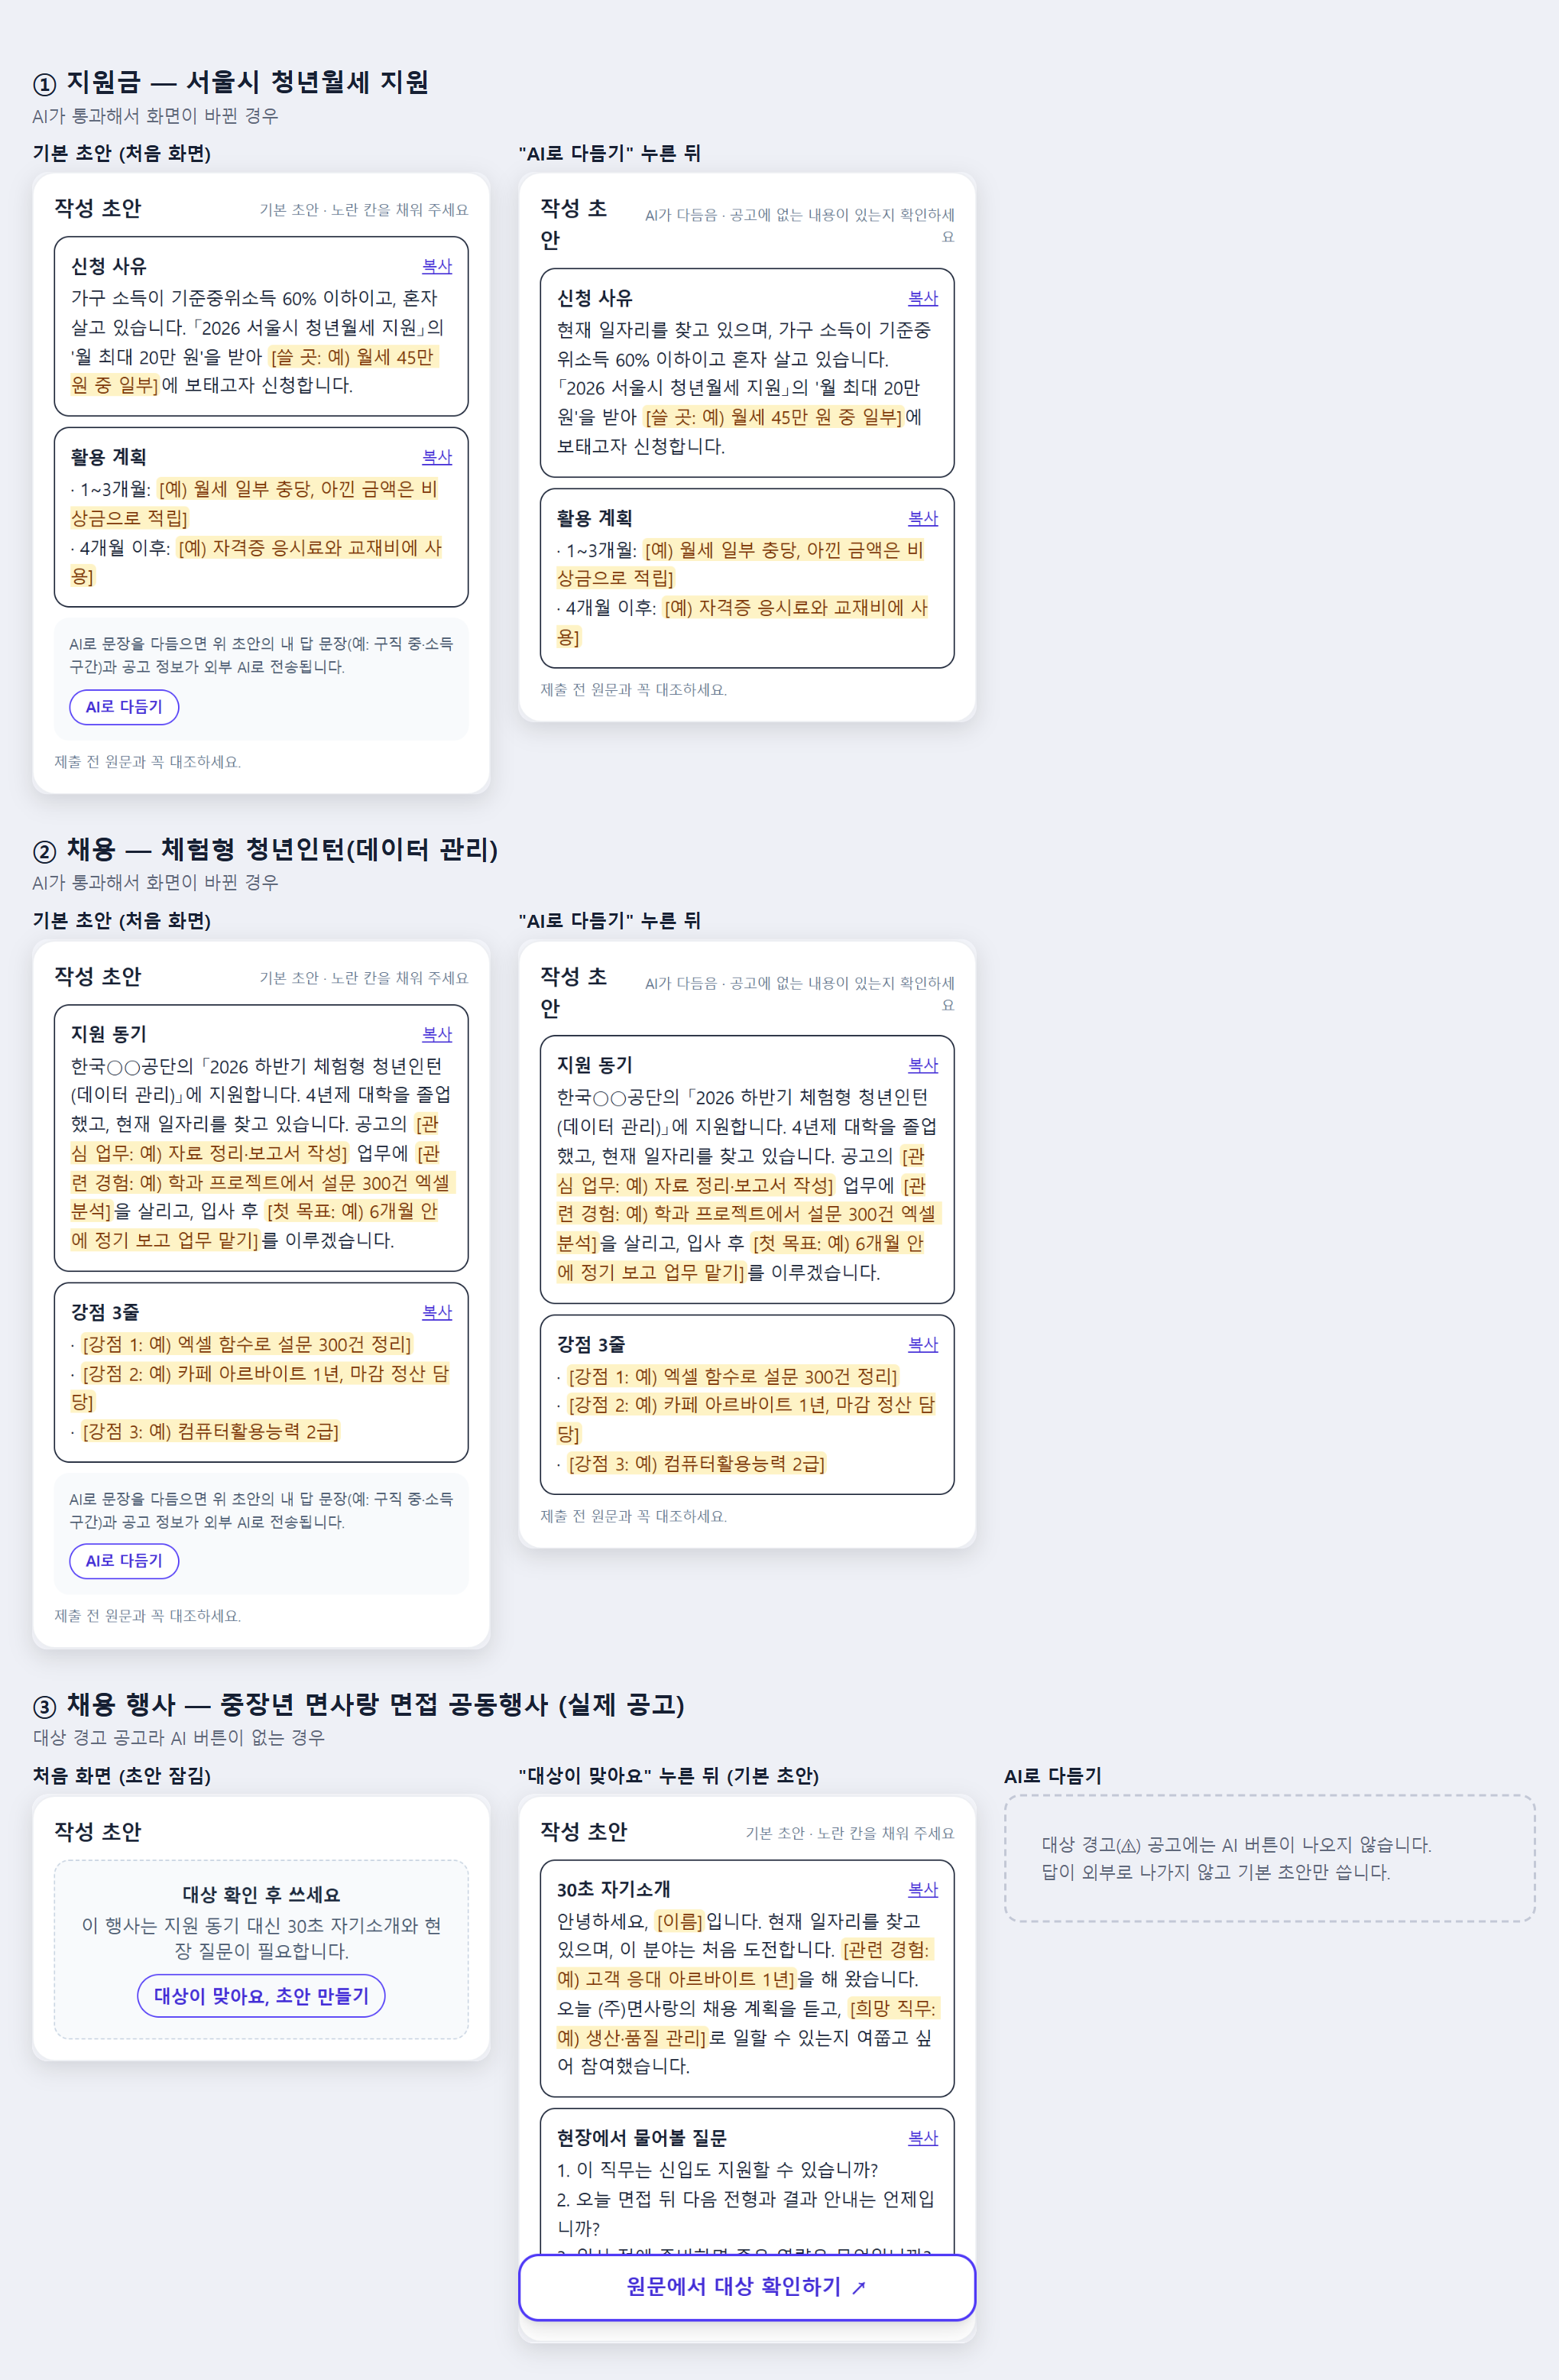 ① 지원금 — 서울시 청년월세 지원
AI가 통과해서 화면이 바뀐 경우
기본 초안 (처음 화면)
작성 초안
기본 초안 · 노란 칸을 채워 주세요
신청 사유
복사
가구 소득이 기준중위소득 60% 이하이고, 혼자
살고 있습니다. 「2026 서울시 청년월세 지원」의
'월 최대 20만 원'을 받아 [쓸 곳: 예) 월세 45만
원 중 일부]에 보태고자 신청합니다.
활용 계획
복사
· 1~3개월: [예) 월세 일부 충당, 아낀 금액은 비
상금으로 적립]
· 4개월 이후: [예) 자격증 응시료와 교재비에 사
용]
AI로 문장을 다듬으면 위 초안의 내 답 문장(예: 구직 중·소득
구간)과 공고 정보가 외부 AI로 전송됩니다.
AI로 다듬기
제출 전 원문과 꼭 대조하세요.
"AI로 다듬기" 누른 뒤
작성 초
안
AI가 다듬음 · 공고에 없는 내용이 있는지 확인하세
요
신청 사유
복사
현재 일자리를 찾고 있으며, 가구 소득이 기준중
위소득 60% 이하이고 혼자 살고 있습니다.
「2026 서울시 청년월세 지원」의 '월 최대 20만
원'을 받아 [쓸 곳: 예) 월세 45만 원 중 일부]에
보태고자 신청합니다.
활용 계획
복사
· 1~3개월: [예) 월세 일부 충당, 아낀 금액은 비
상금으로 적립]
· 4개월 이후: [예) 자격증 응시료와 교재비에 사
용]
제출 전 원문과 꼭 대조하세요.
② 채용 — 체험형 청년인턴(데이터 관리)
AI가 통과해서 화면이 바뀐 경우
기본 초안 (처음 화면)
작성 초안
기본 초안 · 노란 칸을 채워 주세요
지원 동기
복사
한국○○공단의 「2026 하반기 체험형 청년인턴
(데이터 관리)」에 지원합니다. 4년제 대학을 졸업
했고, 현재 일자리를 찾고 있습니다. 공고의 [관
심 업무: 예) 자료 정리·보고서 작성] 업무에 [관
련 경험: 예) 학과 프로젝트에서 설문 300건 엑셀
분석]을 살리고, 입사 후 [첫 목표: 예) 6개월 안
에 정기 보고 업무 맡기]를 이루겠습니다.
강점 3줄
복사
· [강점 1: 예) 엑셀 함수로 설문 300건 정리]
· [강점 2: 예) 카페 아르바이트 1년, 마감 정산 담
당]
· [강점 3: 예) 컴퓨터활용능력 2급]
AI로 문장을 다듬으면 위 초안의 내 답 문장(예: 구직 중·소득
구간)과 공고 정보가 외부 AI로 전송됩니다.
AI로 다듬기
제출 전 원문과 꼭 대조하세요.
"AI로 다듬기" 누른 뒤
작성 초
안
AI가 다듬음 · 공고에 없는 내용이 있는지 확인하세
요
지원 동기
복사
한국○○공단의 「2026 하반기 체험형 청년인턴
(데이터 관리)」에 지원합니다. 4년제 대학을 졸업
했고, 현재 일자리를 찾고 있습니다. 공고의 [관
심 업무: 예) 자료 정리·보고서 작성] 업무에 [관
련 경험: 예) 학과 프로젝트에서 설문 300건 엑셀
분석]을 살리고, 입사 후 [첫 목표: 예) 6개월 안
에 정기 보고 업무 맡기]를 이루겠습니다.
강점 3줄
복사
· [강점 1: 예) 엑셀 함수로 설문 300건 정리]
· [강점 2: 예) 카페 아르바이트 1년, 마감 정산 담
당]
· [강점 3: 예) 컴퓨터활용능력 2급]
제출 전 원문과 꼭 대조하세요.
③ 채용 행사 — 중장년 면사랑 면접 공동행사 (실제 공고)
대상 경고 공고라 AI 버튼이 없는 경우
처음 화면 (초안 잠김)
작성 초안
대상 확인 후 쓰세요
이 행사는 지원 동기 대신 30초 자기소개와 현
장 질문이 필요합니다.
대상이 맞아요, 초안 만들기
"대상이 맞아요" 누른 뒤 (기본 초안)
작성 초안
기본 초안 · 노란 칸을 채워 주세요
30초 자기소개
복사
안녕하세요, [이름]입니다. 현재 일자리를 찾고
있으며, 이 분야는 처음 도전합니다. [관련 경험:
예) 고객 응대 아르바이트 1년]을 해 왔습니다.
오늘 (주)면사랑의 채용 계획을 듣고, [희망 직무:
예) 생산·품질 관리]로 일할 수 있는지 여쭙고 싶
어 참여했습니다.
현장에서 물어볼 질문
복사
1. 이 직무는 신입도 지원할 수 있습니까?
2. 오늘 면접 뒤 다음 전형과 결과 안내는 언제입
니까?
원문에서 대상 확인하기 ↗
AI로 다듬기
대상 경고(⚠) 공고에는 AI 버튼이 나오지 않습니다.
답이 외부로 나가지 않고 기본 초안만 씁니다.